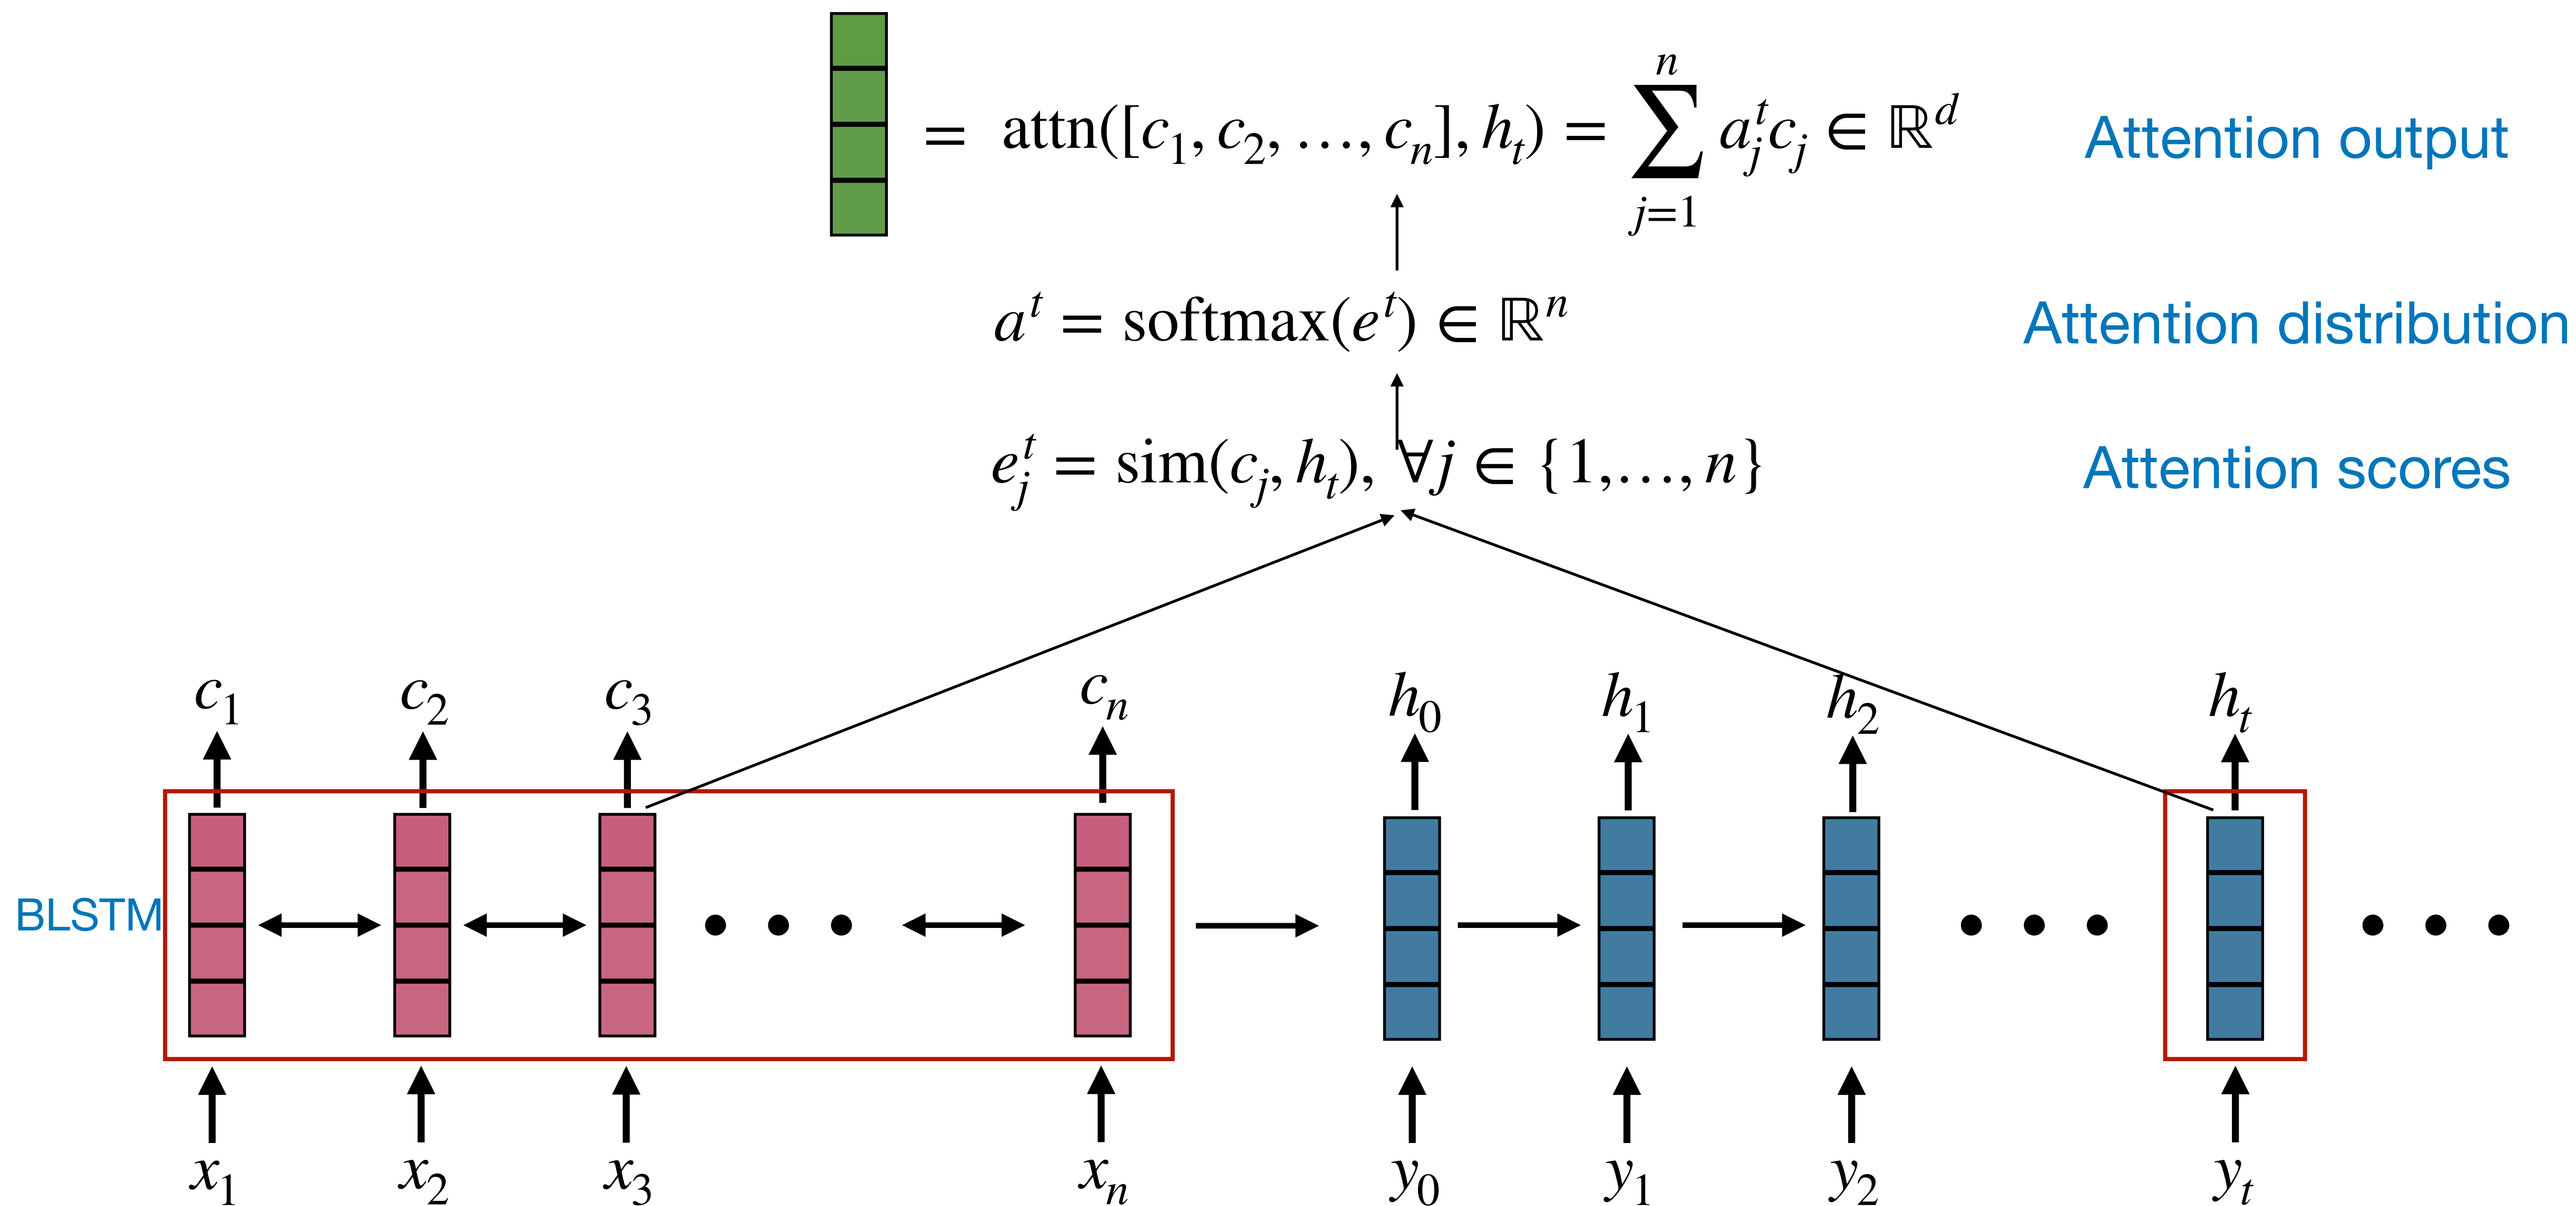 = attn([c₁, c₂, …, cₙ], hₜ) = ∑ⁿⱼ₌₁ aⱼᵗcⱼ ∈ ℝᵈ Attention output
aᵗ = softmax(eᵗ) ∈ ℝⁿ Attention distribution
eⱼᵗ = sim(cⱼ, hₜ), ∀j ∈ {1,…, n} Attention scores
c₁ c₂ c₃ cₙ h₀ h₁ h₂ hₜ
BLSTM
x₁ x₂ x₃ xₙ y₀ y₁ y₂ yₜ